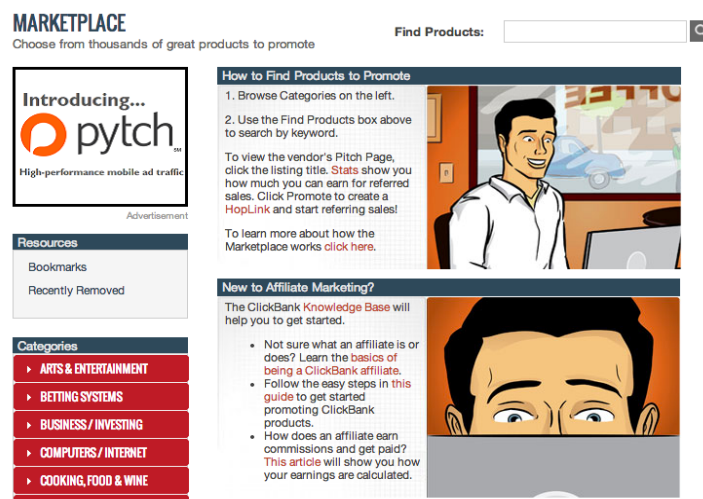 MARKETPLACE
Choose from thousands of great products to promote
Find Products:
Introducing...
pytch
SM
High-performance mobile ad traffic
Advertisement
Resources
Bookmarks
Recently Removed
Categories
ARTS & ENTERTAINMENT
BETTING SYSTEMS
BUSINESS / INVESTING
COMPUTERS / INTERNET
COOKING, FOOD & WINE
How to Find Products to Promote
1. Browse Categories on the left.
2. Use the Find Products box above
to search by keyword.
To view the vendor's Pitch Page,
click the listing title. Stats show you
how much you can earn for referred
sales. Click Promote to create a
HopLink and start referring sales!
To learn more about how the
Marketplace works click here.
COFFEE
New to Affiliate Marketing?
The ClickBank Knowledge Base will
help you to get started.
• Not sure what an affiliate is or
does? Learn the basics of
being a ClickBank affiliate.
• Follow the easy steps in this
guide to get started
promoting ClickBank
products.
• How does an affiliate earn
commissions and get paid?
This article will show you how
your earnings are calculated.